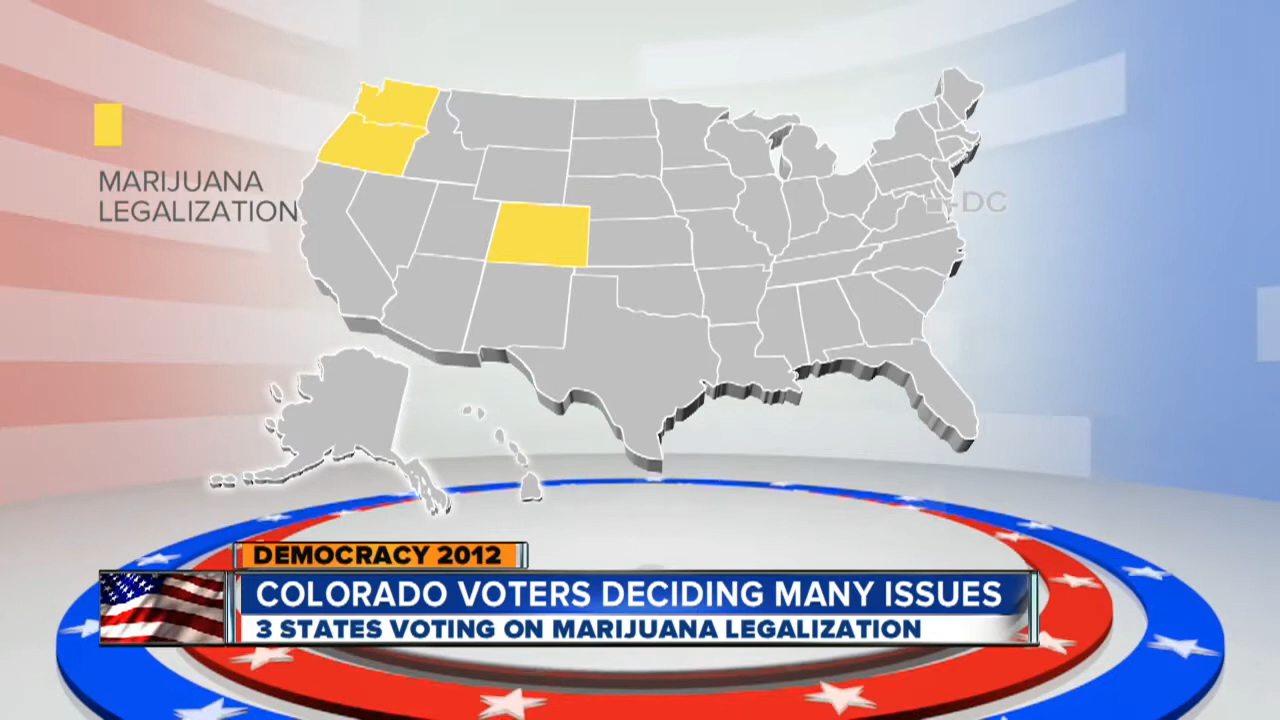 MARIJUANA
LEGALIZATION
-DC
DEMOCRACY 2012
COLORADO VOTERS DECIDING MANY ISSUES
3 STATES VOTING ON MARIJUANA LEGALIZATION